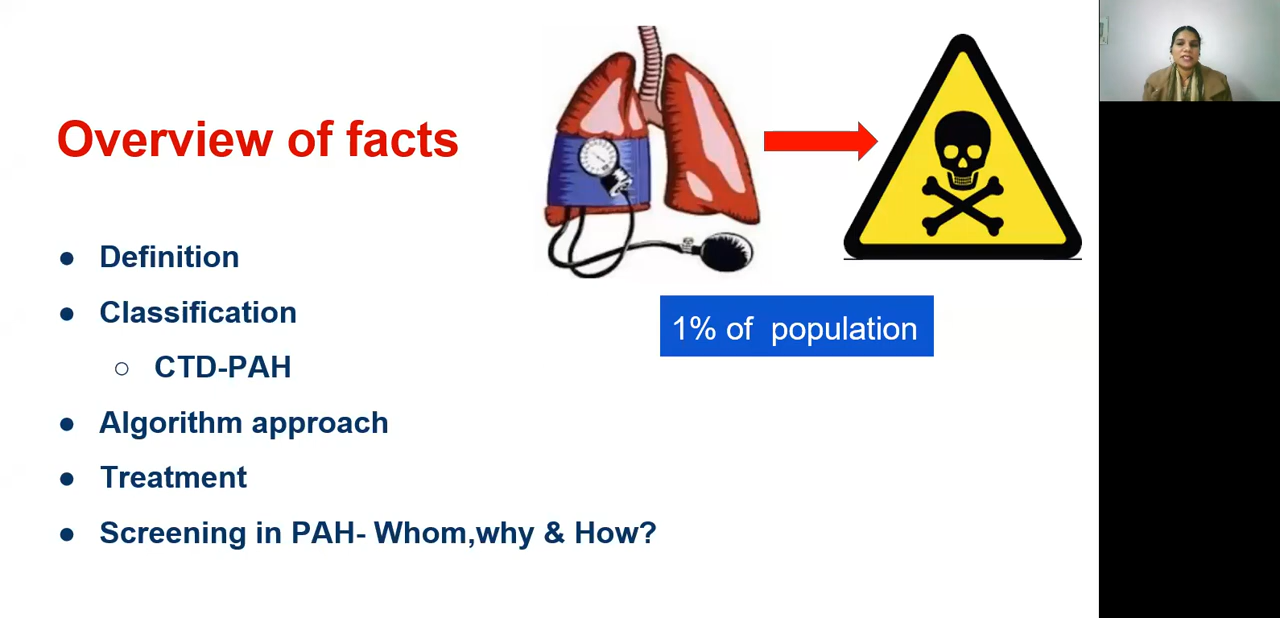 Overview of facts
Definition
Classification
CTD-PAH
Algorithm approach
Treatment
Screening in PAH- Whom,why & How?
1% of population